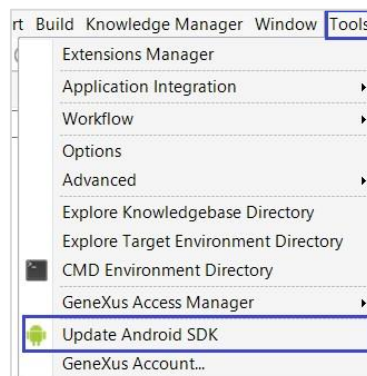 rt Build Knowledge Manager Window Tools
Extensions Manager
Application Integration
Workflow
Options
Advanced
Explore Knowledgebase Directory
Explore Target Environment Directory
CMD Environment Directory
GeneXus Access Manager
Update Android SDK
GeneXus Account...